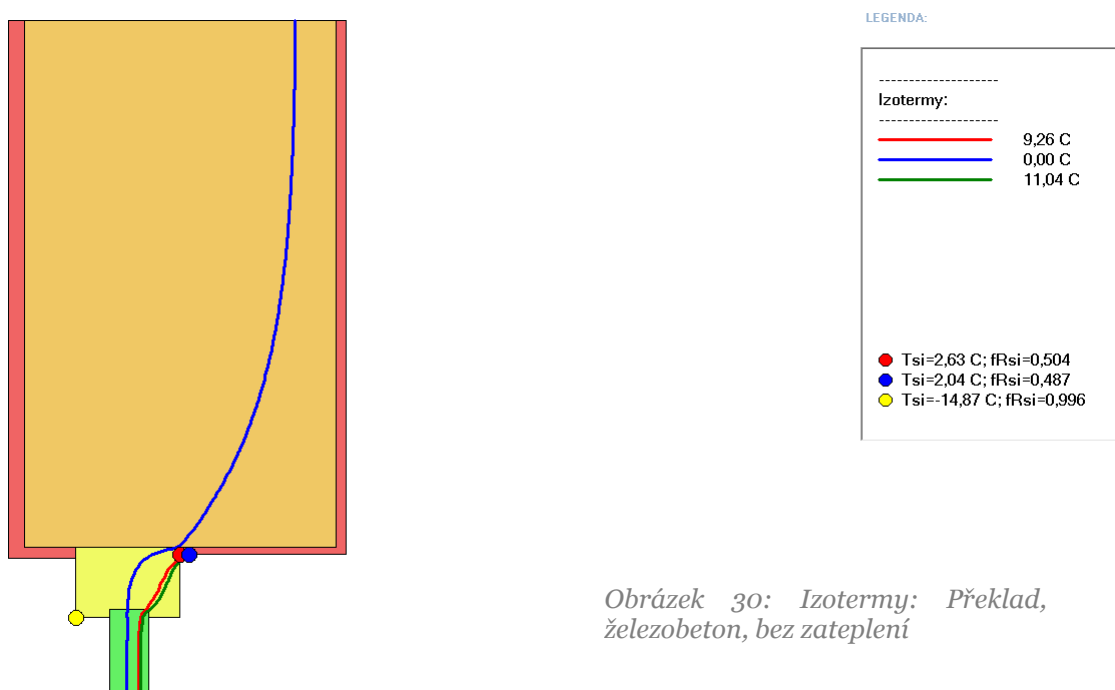 LEGENDA:
--------------------
Izotermy:
--------------------
9,26 C
0,00 C
11,04 C
Tsi=2,63 C; fRsi=0,504
Tsi=2,04 C; fRsi=0,487
Tsi=-14,87 C; fRsi=0,996
Obrázek 30: Izotermy: Překlad,
železobeton, bez zateplení